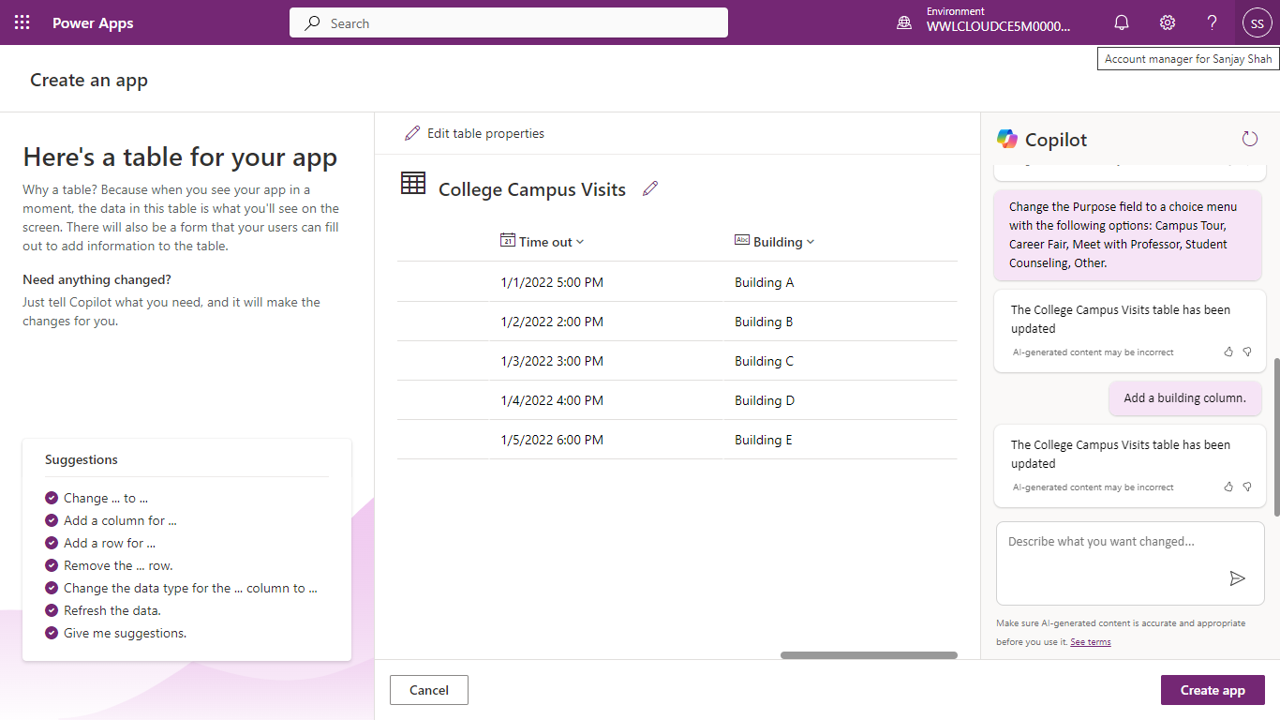 Power Apps
Search
Environment
WWLCLOUDCE5M0000...
?
SS
Account manager for Sanjay Shah
Create an app
Here's a table for your app
Why a table? Because when you see your app in a
moment, the data in this table is what you'll see on the
screen. There will also be a form that your users can fill
out to add information to the table.
Need anything changed?
Just tell Copilot what you need, and it will make the
changes for you.
Suggestions
Change ... to ...
Add a column for ...
Add a row for ...
Remove the ... row.
Change the data type for the ... column to ...
Refresh the data.
Give me suggestions.
Edit table properties
College Campus Visits
21 Time out Abc Building
1/1/2022 5:00 PM Building A
1/2/2022 2:00 PM Building B
1/3/2022 3:00 PM Building C
1/4/2022 4:00 PM Building D
1/5/2022 6:00 PM Building E
Copilot
Change the Purpose field to a choice menu
with the following options: Campus Tour,
Career Fair, Meet with Professor, Student
Counseling, Other.
The College Campus Visits table has been
updated
AI-generated content may be incorrect
Add a building column.
The College Campus Visits table has been
updated
AI-generated content may be incorrect
Describe what you want changed...
Make sure AI-generated content is accurate and appropriate
before you use it. See terms
Cancel
Create app